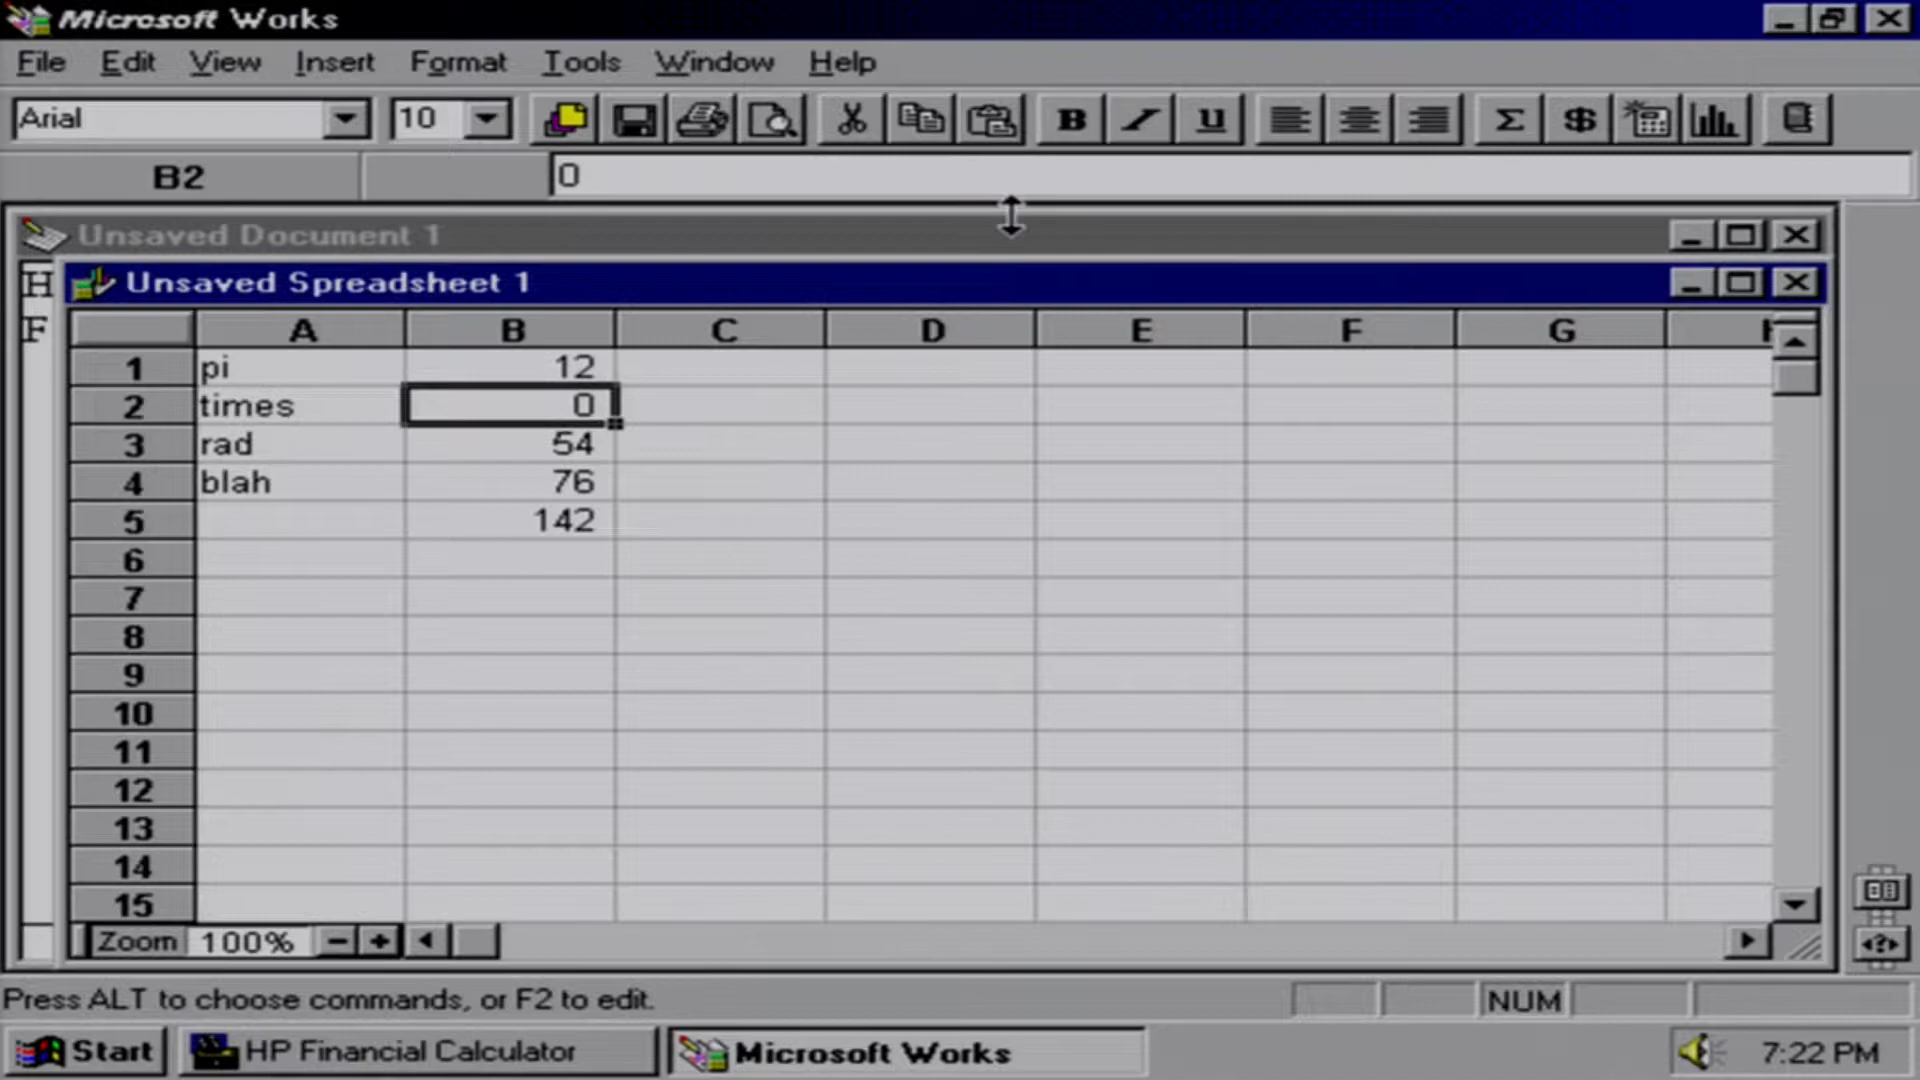 Microsoft Works
File Edit View Insert Format Tools Window Help
Arial 10 B I U Σ $
B2 0
Unsaved Document 1
H
F
Unsaved Spreadsheet 1
A B C D E F G
1 pi 12
2 times 0
3 rad 54
4 blah 76
5 142
6
7
8
9
10
11
12
13
14
15
Zoom 100%
Press ALT to choose commands, or F2 to edit. NUM
Start HP Financial Calculator Microsoft Works 7:22 PM